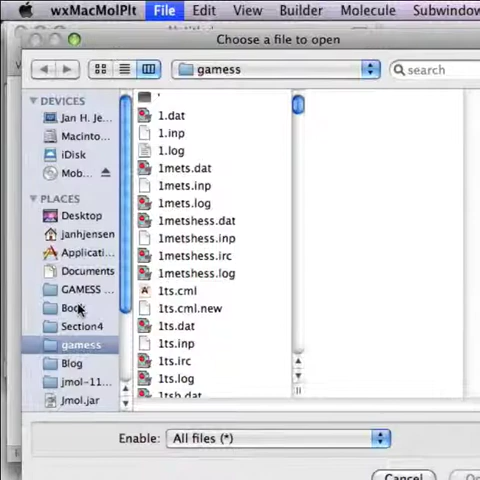 wxMacMolPlt File Edit View Builder Molecule Subwindow
Choose a file to open
gamess
search
DEVICES
Jan H. Je...
Macinto...
iDisk
Mob...
PLACES
Desktop
janhjensen
Applicati...
Documents
GAMESS ...
Section4
gamess
Blog
jmol-11...
Jmol.jar
1.dat
1.inp
1.log
1mets.dat
1mets.inp
1mets.log
1metshess.dat
1metshess.inp
1metshess.irc
1metshess.log
1ts.cml
1ts.cml.new
1ts.dat
1ts.inp
1ts.irc
1ts.log
1tsh.dat
Enable: All files (*)
Cancel